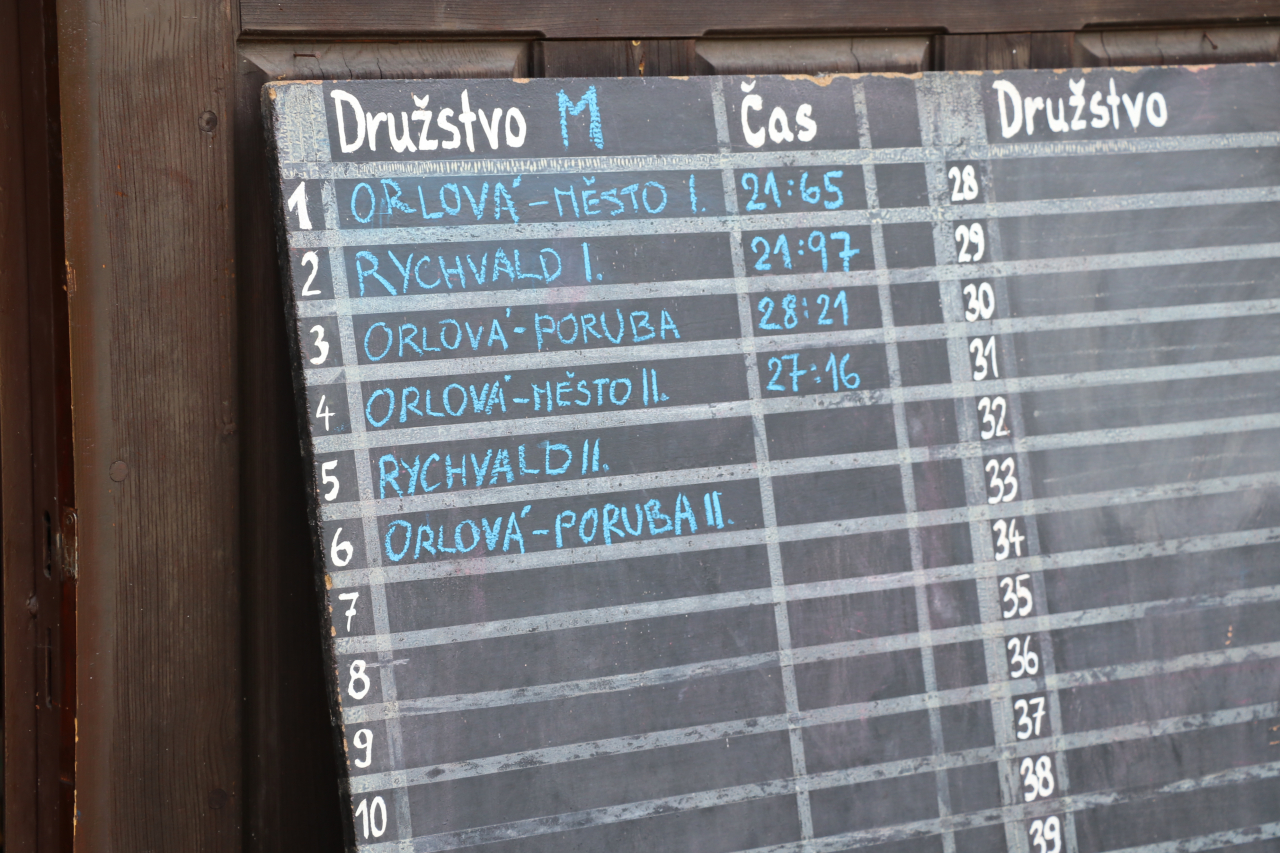 Družstvo M Čas Družstvo
1 ORLOVÁ-MĚSTO I. 21:65 28
2 RYCHVALD I. 21:97 29
3 ORLOVÁ-PORUBA 28:21 30
4 ORLOVÁ-MĚSTO II. 27:16 31
5 RYCHVALD II. 32
6 ORLOVÁ-PORUBA II. 33
7 34
8 35
9 36
10 37
38
39